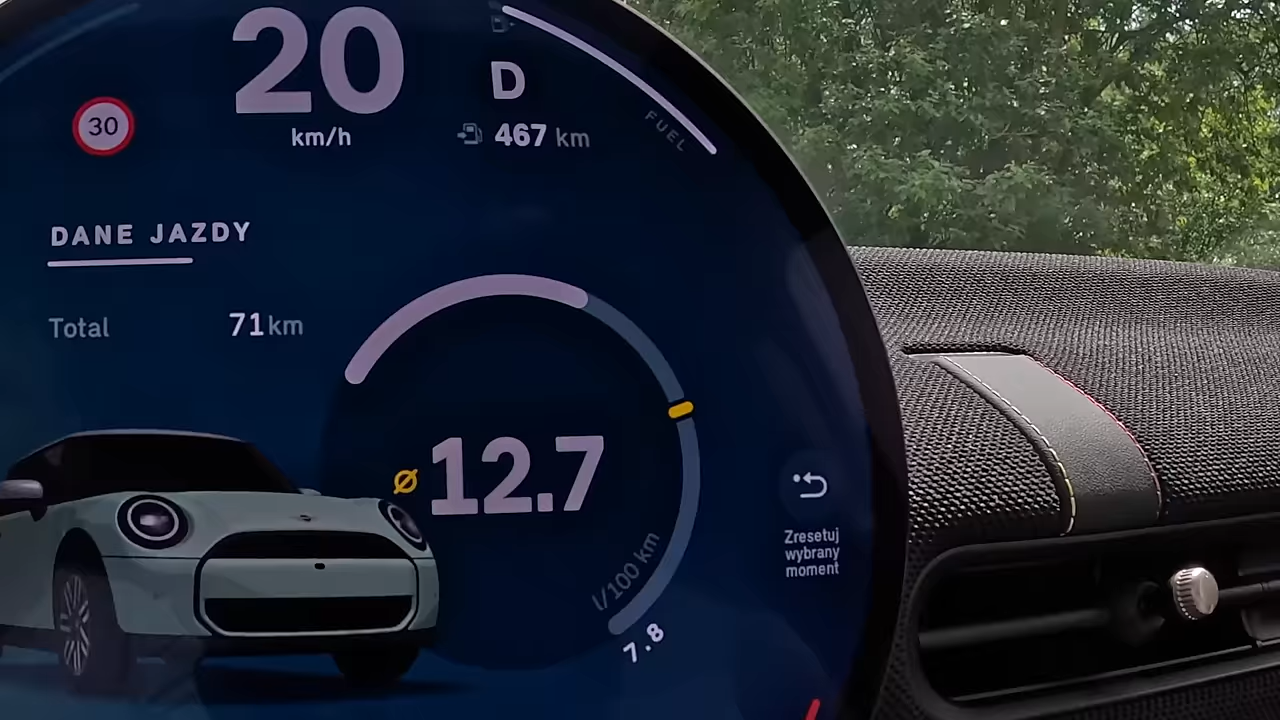 20
D
30
km/h
467 km
FUEL
DANE JAZDY
Total 71 km
Ø 12.7
l/100 km
7.8
Zresetuj
wybrany
moment